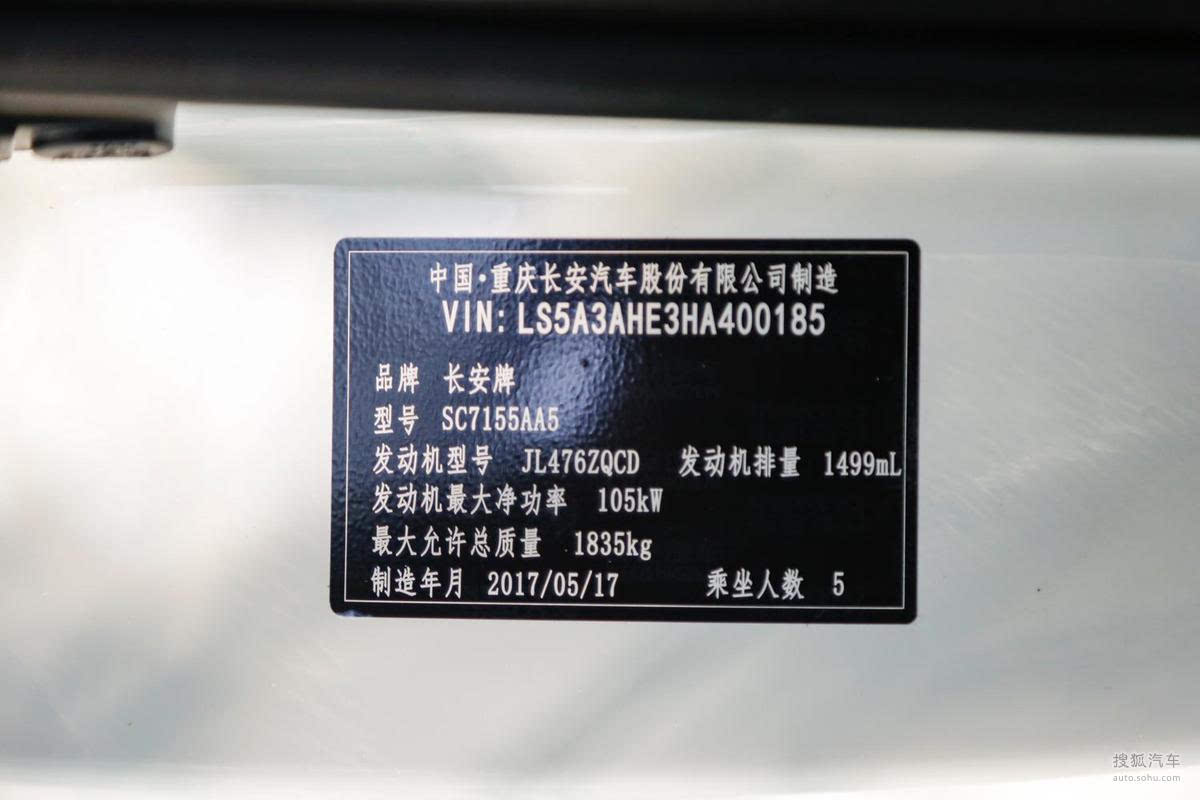 中国·重庆长安汽车股份有限公司制造
VIN: LS5A3AHE3HA400185
品牌 长安牌
型号 SC7155AA5
发动机型号 JL476ZQCD 发动机排量 1499mL
发动机最大净功率 105kW
最大允许总质量 1835kg
制造年月 2017/05/17 乘坐人数 5
搜狐汽车
auto.sohu.com